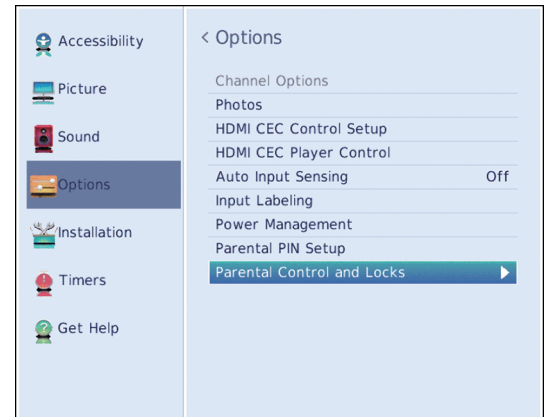 Accessibility
Picture
Sound
Options
Installation
Timers
Get Help
< Options
Channel Options
Photos
HDMI CEC Control Setup
HDMI CEC Player Control
Auto Input Sensing Off
Input Labeling
Power Management
Parental PIN Setup
Parental Control and Locks